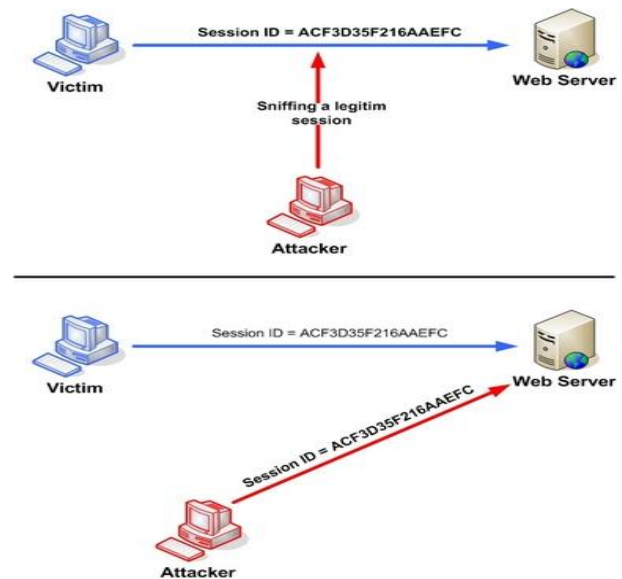 Session ID = ACF3D35F216AAEFC
Victim
Web Server
Sniffing a legitim
session
Attacker
Session ID = ACF3D35F216AAEFC
Victim
Web Server
Session ID = ACF3D35F216AAEFC
Attacker